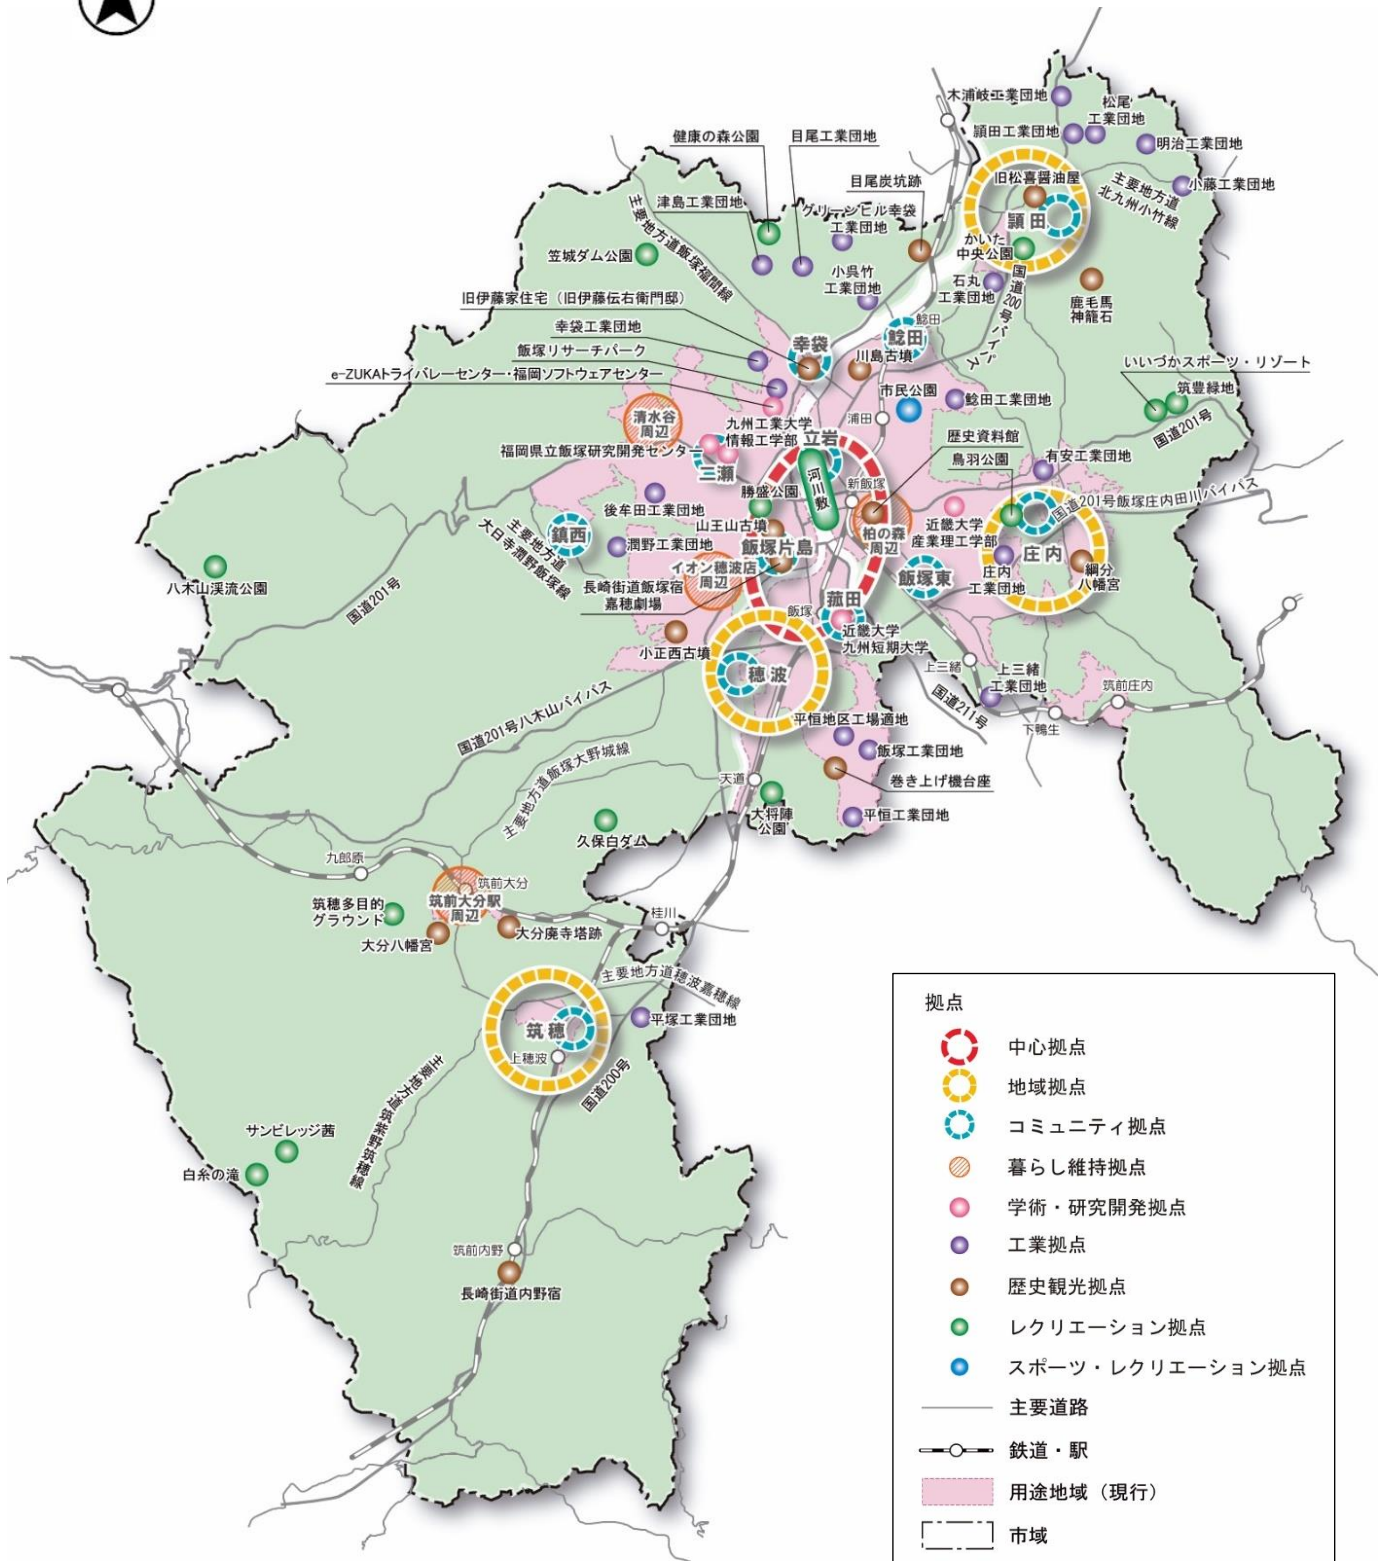 木浦岐工業団地
松尾
工業団地
頴田工業団地
明治工業団地
健康の森公園
目尾工業団地
目尾炭坑跡
旧松喜醤油屋
小藤工業団地
主要地方道
北九州小竹線
津島工業団地
グリーンヒル幸袋
工業団地
頴田
主要地方道飯塚福間線
笠城ダム公園
かいた
中央公園
小呉竹
工業団地
石丸
工業団地
国道200号バイパス
鹿毛馬
神籠石
旧伊藤家住宅（旧伊藤伝右衛門邸）
幸袋工業団地
幸袋
鯰田
鯰田
飯塚リサーチパーク
川島古墳
e-ZUKAトライバレーセンター・福岡ソフトウェアセンター
いいづかスポーツ・リゾート
筑豊緑地
市民公園
鯰田工業団地
清水谷
周辺
九州工業大学
情報工学部
浦田
立岩
歴史資料館
国道201号
福岡県立飯塚研究開発センター
二瀬
鳥羽公園
有安工業団地
河川敷
新飯塚
勝盛公園
後牟田工業団地
国道201号飯塚庄内田川バイパス
山王山古墳
柏の森
周辺
近畿大学
産業理工学部
鎮西
主要地方道
大日寺潤野飯塚線
潤野工業団地
飯塚片島
庄内
イオン穂波店
周辺
飯塚東
庄内
工業団地
綱分
八幡宮
八木山渓流公園
国道201号
長崎街道飯塚宿
嘉穂劇場
飯塚
菰田
近畿大学
九州短期大学
小正西古墳
穂波
上三緒
上三緒
工業団地
国道211号
筑前庄内
下鴨生
国道201号八木山バイパス
平恒地区工場適地
飯塚工業団地
主要地方道飯塚大野城線
天道
巻き上げ機台座
大将陣
公園
平恒工業団地
久保白ダム
九郎原
筑前大分
筑前大分駅
周辺
筑穂多目的
グラウンド
大分八幡宮
大分廃寺塔跡
桂川
主要地方道穂波嘉穂線
筑穂
平塚工業団地
上穂波
国道200号
主要地方道筑紫野筑穂線
サンビレッジ茜
白糸の滝
筑前内野
長崎街道内野宿
拠点
中心拠点
地域拠点
コミュニティ拠点
暮らし維持拠点
学術・研究開発拠点
工業拠点
歴史観光拠点
レクリエーション拠点
スポーツ・レクリエーション拠点
主要道路
鉄道・駅
用途地域（現行）
市域